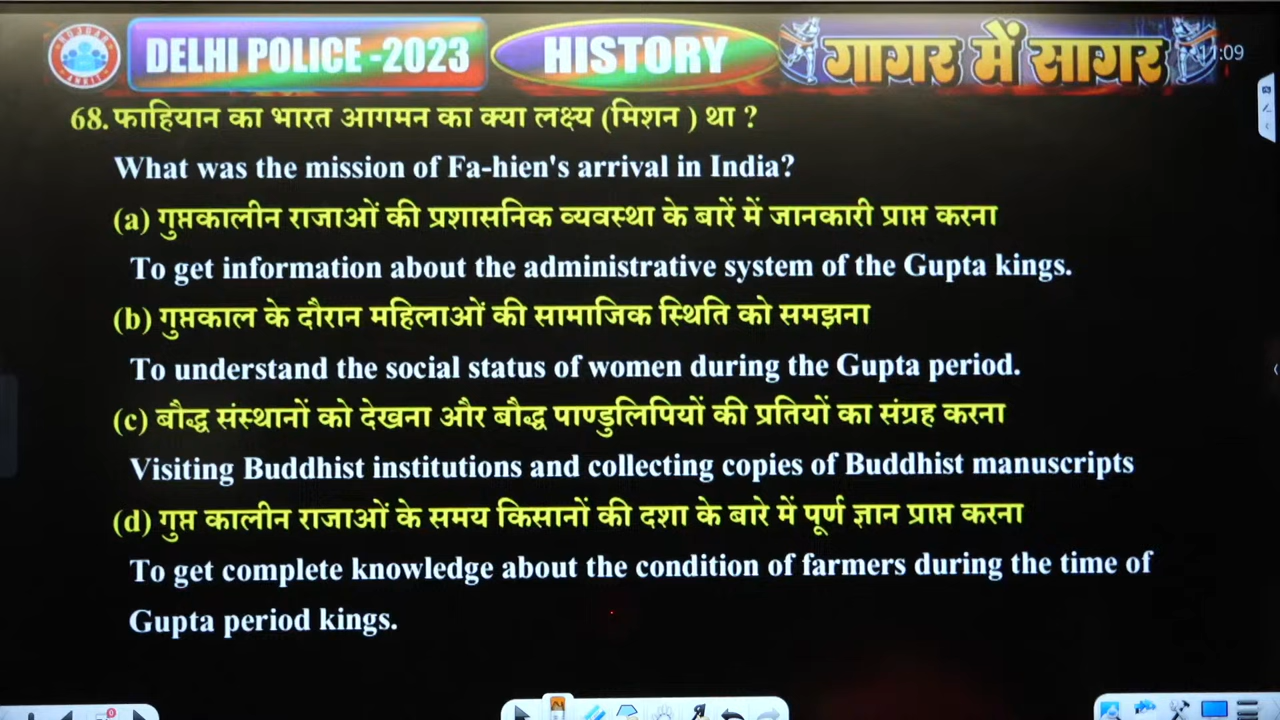 ROJGAR
WITH
ANKIT
DELHI POLICE -2023
HISTORY
गागर में सागर
:09
68. फाहियान का भारत आगमन का क्या लक्ष्य (मिशन ) था ?
What was the mission of Fa-hien's arrival in India?
(a) गुप्तकालीन राजाओं की प्रशासनिक व्यवस्था के बारें में जानकारी प्राप्त करना
To get information about the administrative system of the Gupta kings.
(b) गुप्तकाल के दौरान महिलाओं की सामाजिक स्थिति को समझना
To understand the social status of women during the Gupta period.
(c) बौद्ध संस्थानों को देखना और बौद्ध पाण्डुलिपियों की प्रतियों का संग्रह करना
Visiting Buddhist institutions and collecting copies of Buddhist manuscripts
(d) गुप्त कालीन राजाओं के समय किसानों की दशा के बारे में पूर्ण ज्ञान प्राप्त करना
To get complete knowledge about the condition of farmers during the time of
Gupta period kings.